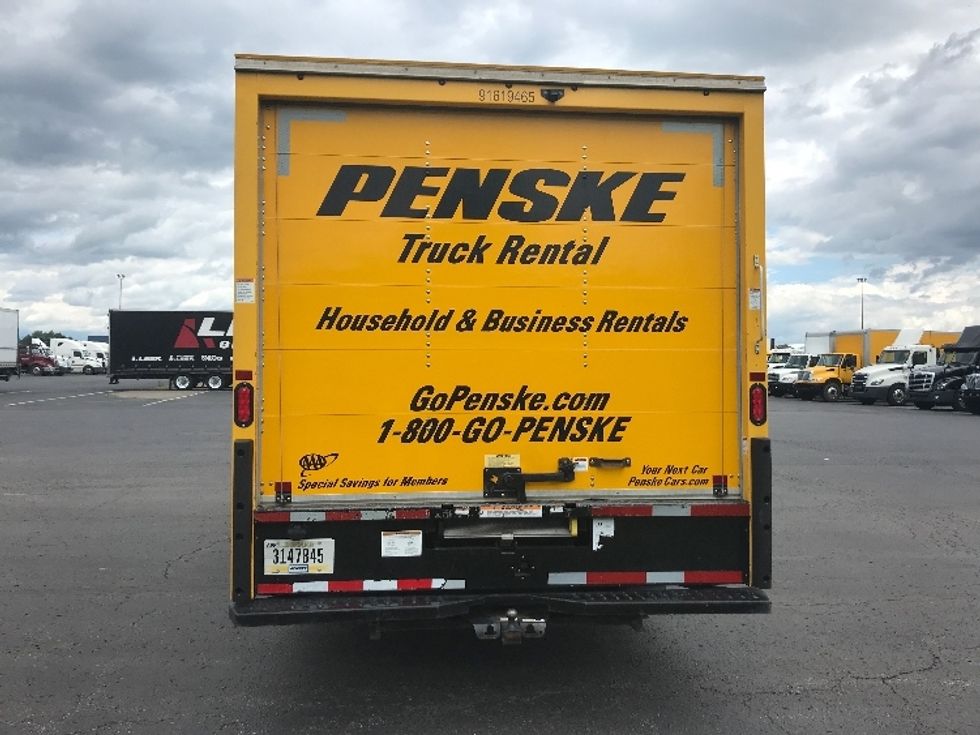 91819465
PENSKE
Truck Rental
Household & Business Rentals
GoPenske.com
1-800-GO-PENSKE
AAA
Special Savings for Members
Your Next Car
PenskeCars.com
3147845